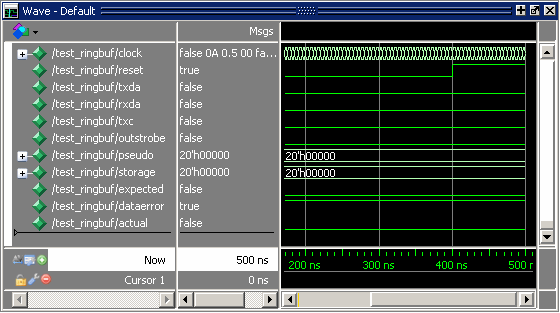 Wave - Default
Msgs
/test_ringbuf/clock false 0A 0.5 00 fa...
/test_ringbuf/reset true
/test_ringbuf/txda false
/test_ringbuf/rxda false
/test_ringbuf/txc false
/test_ringbuf/outstrobe false
/test_ringbuf/pseudo 20'h00000 20'h00000
/test_ringbuf/storage 20'h00000 20'h00000
/test_ringbuf/expected false
/test_ringbuf/dataerror true
/test_ringbuf/actual false
Now 500 ns 200 ns 300 ns 400 ns 500 n
Cursor 1 0 ns